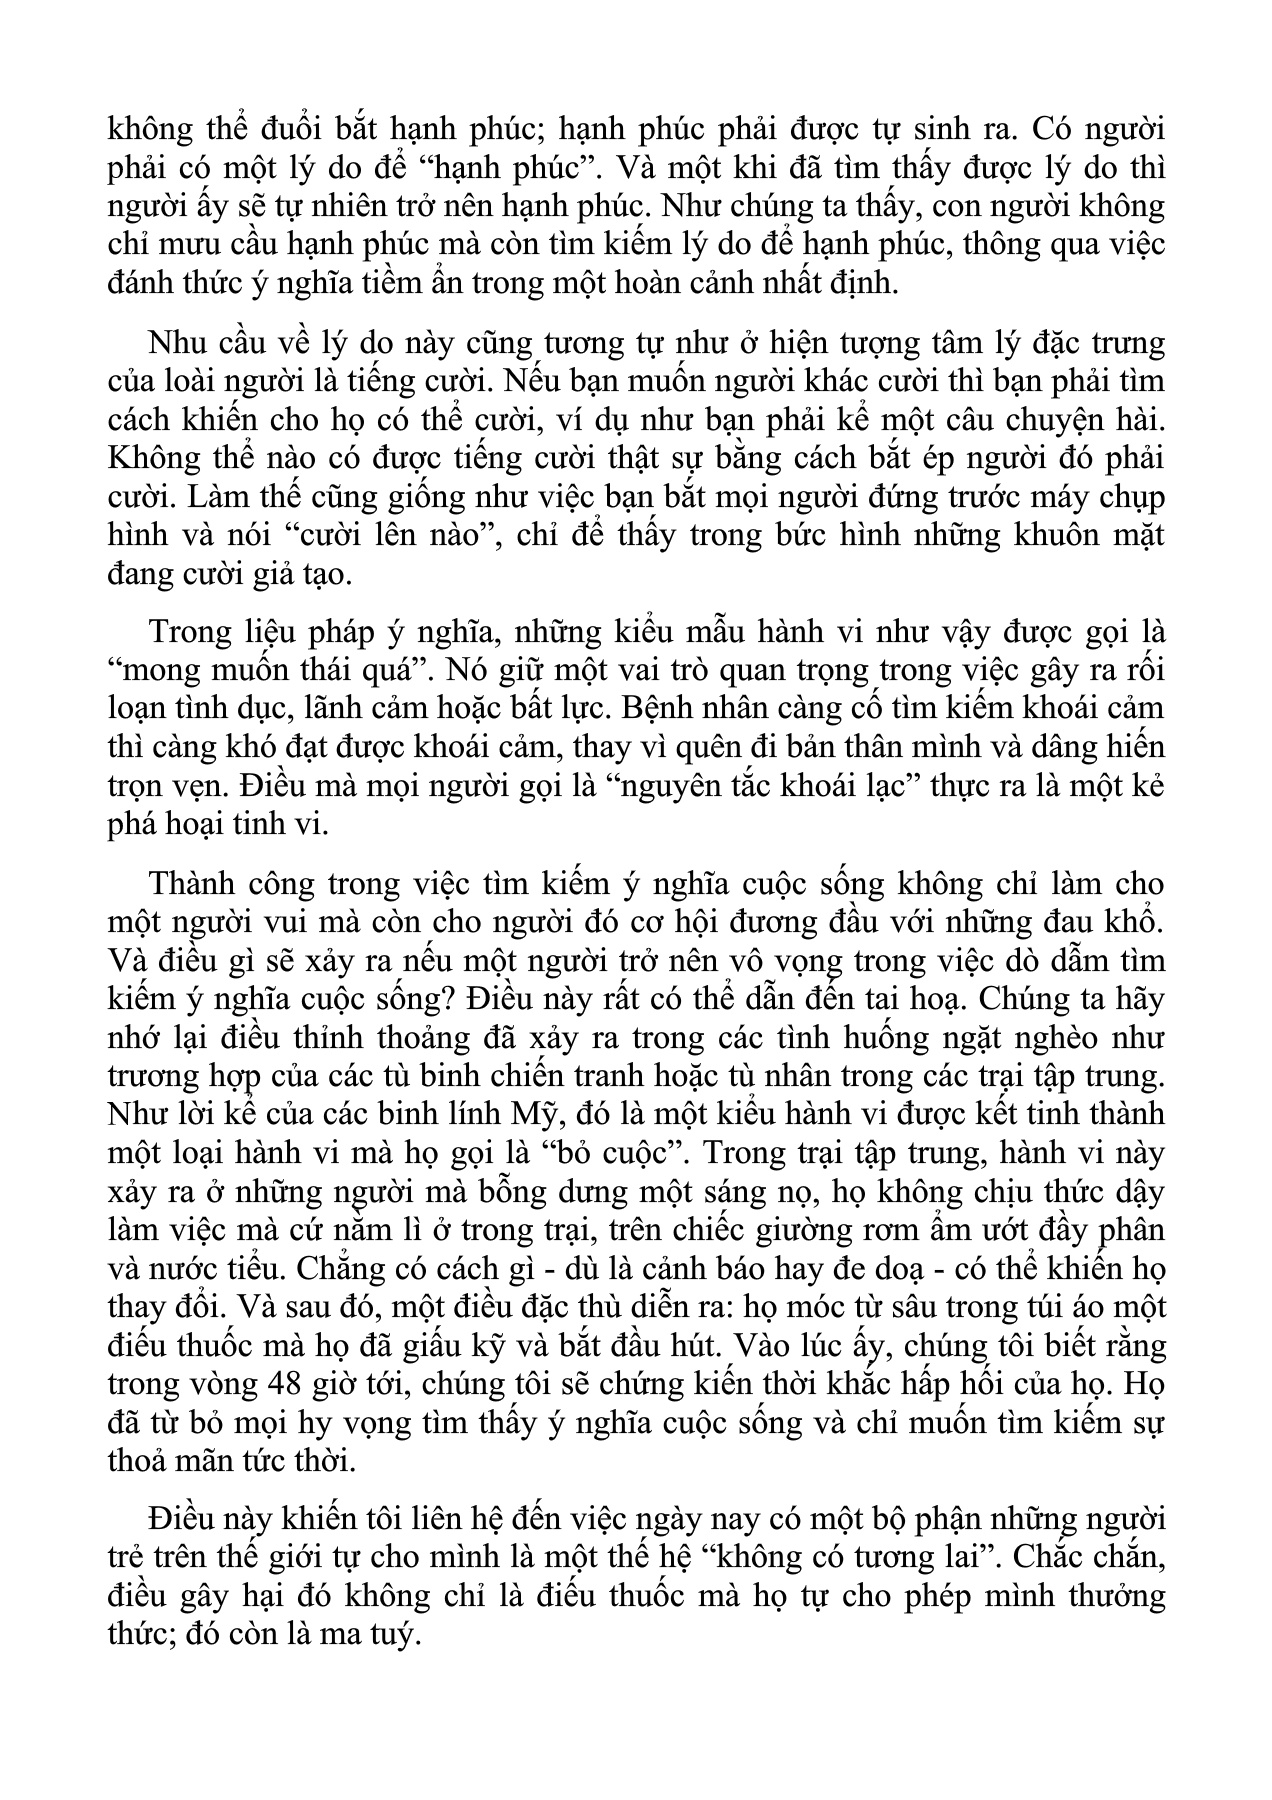 không thể đuổi bắt hạnh phúc; hạnh phúc phải được tự sinh ra. Có người
phải có một lý do để “hạnh phúc”. Và một khi đã tìm thấy được lý do thì
người ấy sẽ tự nhiên trở nên hạnh phúc. Như chúng ta thấy, con người không
chỉ mưu cầu hạnh phúc mà còn tìm kiếm lý do để hạnh phúc, thông qua việc
đánh thức ý nghĩa tiềm ẩn trong một hoàn cảnh nhất định.
Nhu cầu về lý do này cũng tương tự như ở hiện tượng tâm lý đặc trưng
của loài người là tiếng cười. Nếu bạn muốn người khác cười thì bạn phải tìm
cách khiến cho họ có thể cười, ví dụ như bạn phải kể một câu chuyện hài.
Không thể nào có được tiếng cười thật sự bằng cách bắt ép người đó phải
cười. Làm thế cũng giống như việc bạn bắt mọi người đứng trước máy chụp
hình và nói “cười lên nào”, chỉ để thấy trong bức hình những khuôn mặt
đang cười giả tạo.
Trong liệu pháp ý nghĩa, những kiểu mẫu hành vi như vậy được gọi là
“mong muốn thái quá”. Nó giữ một vai trò quan trọng trong việc gây ra rối
loạn tình dục, lãnh cảm hoặc bất lực. Bệnh nhân càng cố tìm kiếm khoái cảm
thì càng khó đạt được khoái cảm, thay vì quên đi bản thân mình và dâng hiến
trọn vẹn. Điều mà mọi người gọi là “nguyên tắc khoái lạc” thực ra là một kẻ
phá hoại tinh vi.
Thành công trong việc tìm kiếm ý nghĩa cuộc sống không chỉ làm cho
một người vui mà còn cho người đó cơ hội đương đầu với những đau khổ.
Và điều gì sẽ xảy ra nếu một người trở nên vô vọng trong việc dò dẫm tìm
kiếm ý nghĩa cuộc sống? Điều này rất có thể dẫn đến tai hoạ. Chúng ta hãy
nhớ lại điều thỉnh thoảng đã xảy ra trong các tình huống ngặt nghèo như
trương hợp của các tù binh chiến tranh hoặc tù nhân trong các trại tập trung.
Như lời kể của các binh lính Mỹ, đó là một kiểu hành vi được kết tinh thành
một loại hành vi mà họ gọi là “bỏ cuộc”. Trong trại tập trung, hành vi này
xảy ra ở những người mà bỗng dưng một sáng nọ, họ không chịu thức dậy
làm việc mà cứ nằm lì ở trong trại, trên chiếc giường rơm ẩm ướt đầy phân
và nước tiểu. Chẳng có cách gì - dù là cảnh báo hay đe doạ - có thể khiến họ
thay đổi. Và sau đó, một điều đặc thù diễn ra: họ móc từ sâu trong túi áo một
điếu thuốc mà họ đã giấu kỹ và bắt đầu hút. Vào lúc ấy, chúng tôi biết rằng
trong vòng 48 giờ tới, chúng tôi sẽ chứng kiến thời khắc hấp hối của họ. Họ
đã từ bỏ mọi hy vọng tìm thấy ý nghĩa cuộc sống và chỉ muốn tìm kiếm sự
thoả mãn tức thời.
Điều này khiến tôi liên hệ đến việc ngày nay có một bộ phận những người
trẻ trên thế giới tự cho mình là một thế hệ “không có tương lai”. Chắc chắn,
điều gây hại đó không chỉ là điếu thuốc mà họ tự cho phép mình thưởng
thức; đó còn là ma tuý.